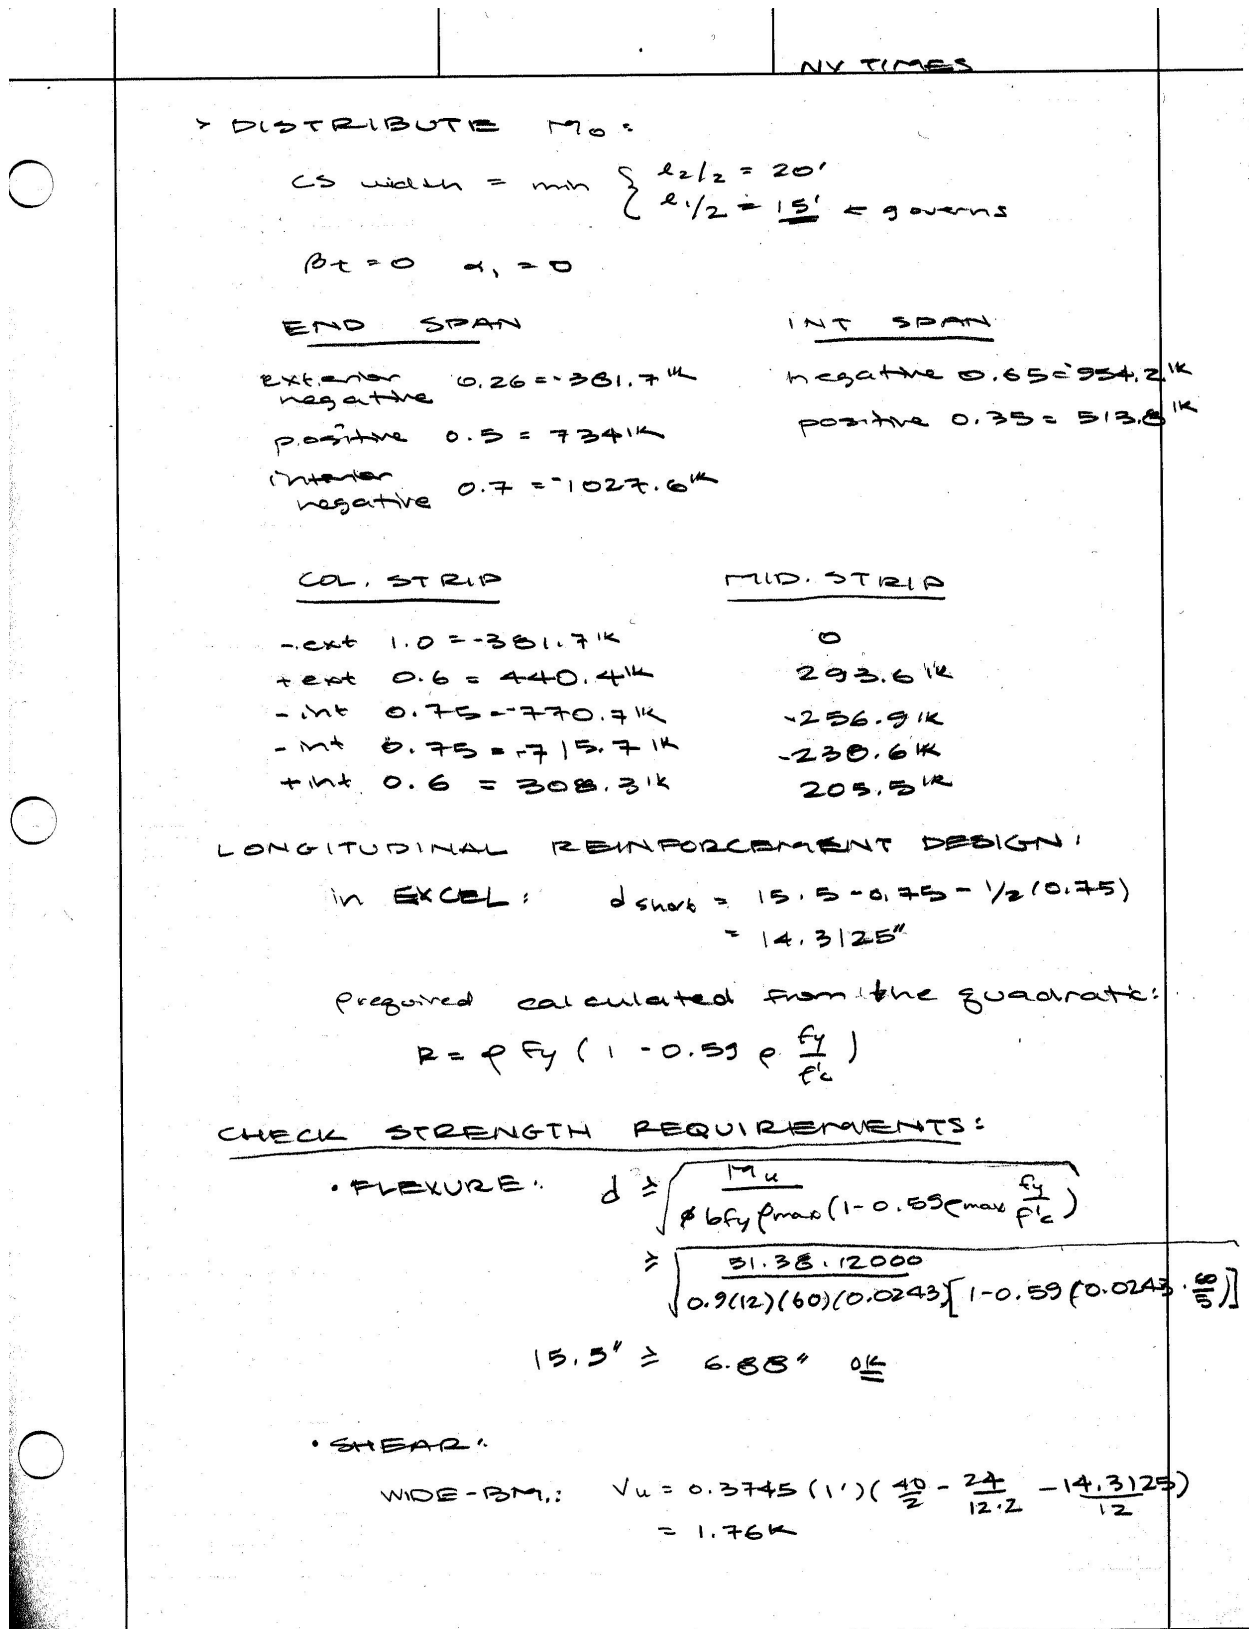 NY TIMES
> DISTRIBUTE Mo:
CS width = min { l2/2 = 20'
l1/2 = 15' ← governs
βt = 0 α1 = 0
END SPAN INT SPAN
exterior negative 0.26 = -381.7'k negative 0.65 = -954.2'k
positive 0.5 = 734'k positive 0.35 = 513.8'k
interior negative 0.7 = -1027.6'k
COL. STRIP MID. STRIP
-ext 1.0 = -381.7'k 0
+ext 0.6 = 440.4'k 293.6'k
-int 0.75 = -770.7'k -256.9'k
-int 0.75 = -715.7'k -238.6'k
+int 0.6 = 308.3'k 205.5'k
LONGITUDINAL REINFORCEMENT DESIGN:
in EXCEL: d short = 15.5 - 0.75 - 1/2 (0.75)
= 14.3125"
ρrequired calculated from the quadratic:
R = ρ fy (1 - 0.59 ρ fy/f'c)
CHECK STRENGTH REQUIREMENTS:
• FLEXURE: d ≥ √(Mu / φbfyρmax(1 - 0.59ρmax fy/f'c))
≥ √(51.38 · 12000 / 0.9(12)(60)(0.0243)[1 - 0.59(0.0243 · 60/5)])
15.5" ≥ 6.88" OK
• SHEAR:
WIDE-BM.: Vu = 0.3745 (1')(40/2 - 24/12·2 - 14.3125/12)
= 1.76k